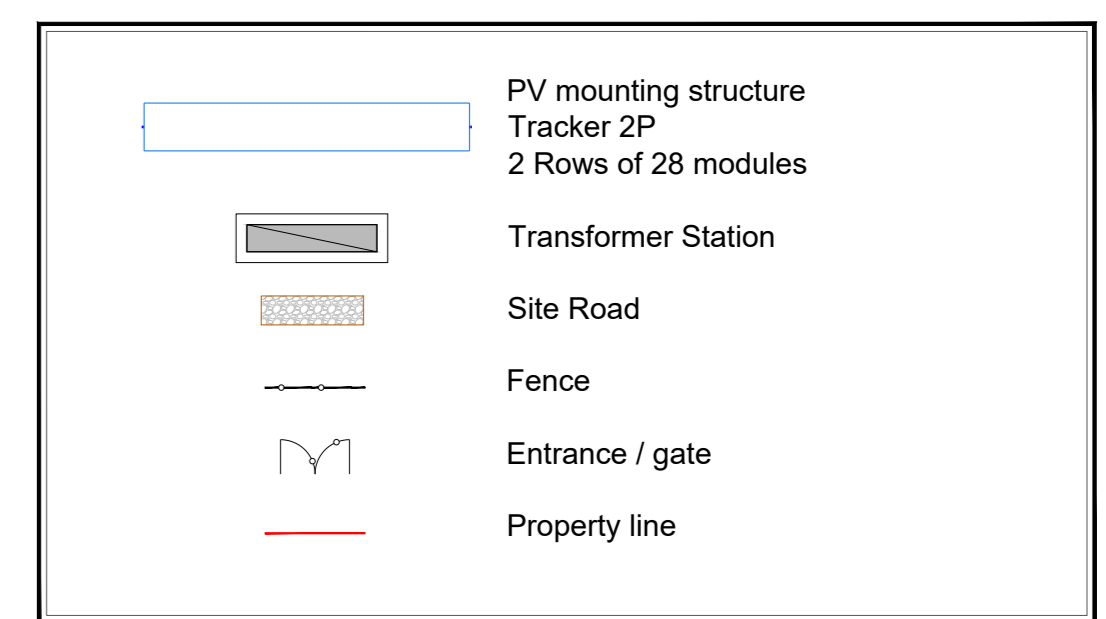 PV mounting structure
Tracker 2P
2 Rows of 28 modules
Transformer Station
Site Road
Fence
Entrance / gate
Property line